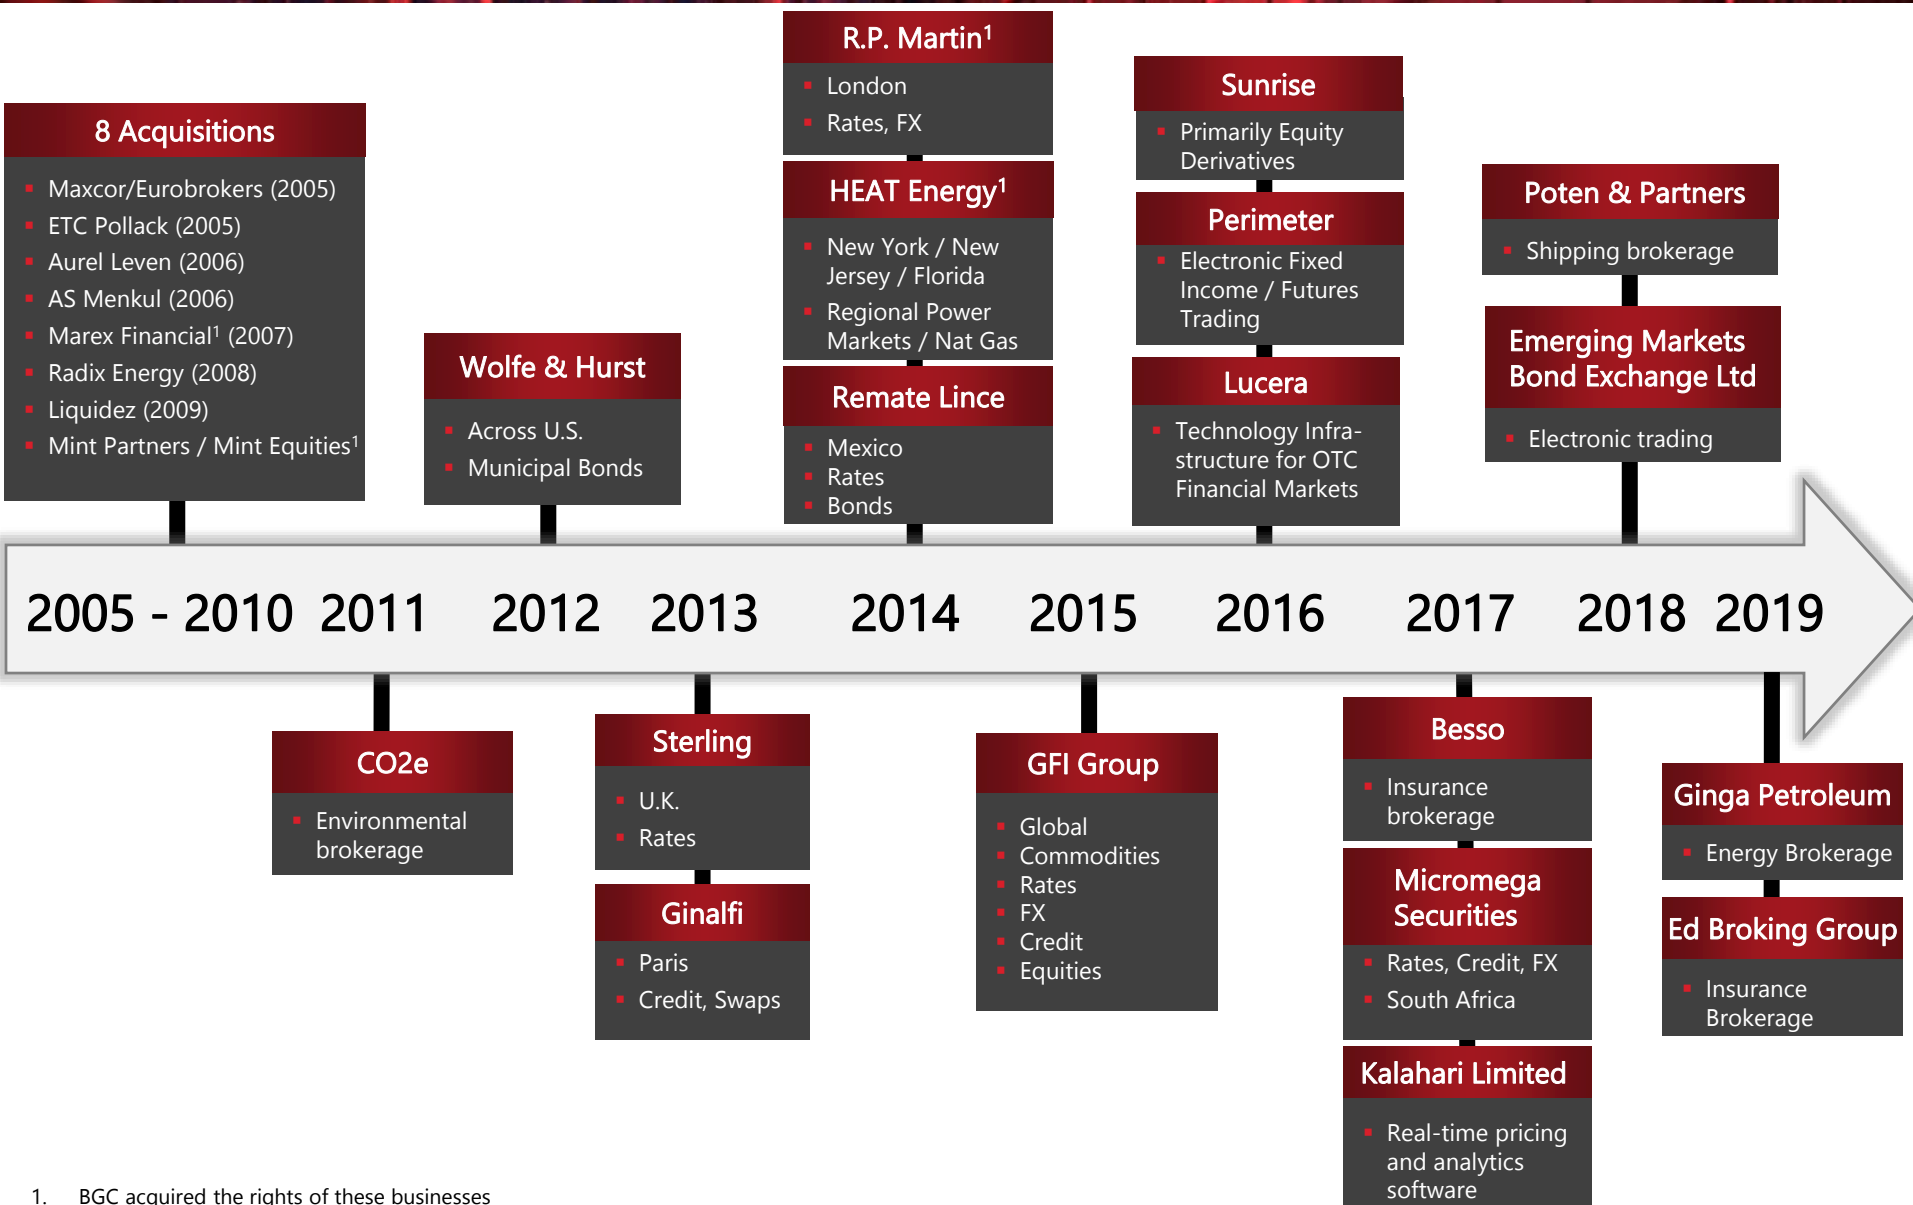 8 Acquisitions
Maxcor/Eurobrokers (2005)
ETC Pollack (2005)
Aurel Leven (2006)
AS Menkul (2006)
Marex Financial¹ (2007)
Radix Energy (2008)
Liquidez (2009)
Mint Partners / Mint Equities¹
Wolfe & Hurst
Across U.S.
Municipal Bonds
R.P. Martin¹
London
Rates, FX
HEAT Energy¹
New York / New
Jersey / Florida
Regional Power
Markets / Nat Gas
Remate Lince
Mexico
Rates
Bonds
Sunrise
Primarily Equity
Derivatives
Perimeter
Electronic Fixed
Income / Futures
Trading
Lucera
Technology Infra-
structure for OTC
Financial Markets
Poten & Partners
Shipping brokerage
Emerging Markets
Bond Exchange Ltd
Electronic trading
2005 - 2010 2011 2012 2013 2014 2015 2016 2017 2018 2019
CO2e
Environmental
brokerage
Sterling
U.K.
Rates
Ginalfi
Paris
Credit, Swaps
GFI Group
Global
Commodities
Rates
FX
Credit
Equities
Besso
Insurance
brokerage
Micromega
Securities
Rates, Credit, FX
South Africa
Kalahari Limited
Real-time pricing
and analytics
software
Ginga Petroleum
Energy Brokerage
Ed Broking Group
Insurance
Brokerage
1. BGC acquired the rights of these businesses